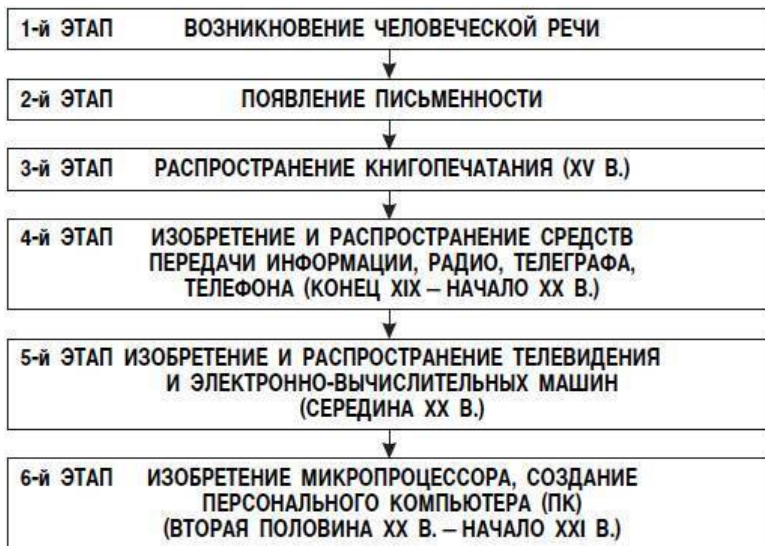 1-й ЭТАП ВОЗНИКНОВЕНИЕ ЧЕЛОВЕЧЕСКОЙ РЕЧИ
2-й ЭТАП ПОЯВЛЕНИЕ ПИСЬМЕННОСТИ
3-й ЭТАП РАСПРОСТРАНЕНИЕ КНИГОПЕЧАТАНИЯ (XV В.)
4-й ЭТАП ИЗОБРЕТЕНИЕ И РАСПРОСТРАНЕНИЕ СРЕДСТВ
ПЕРЕДАЧИ ИНФОРМАЦИИ, РАДИО, ТЕЛЕГРАФА,
ТЕЛЕФОНА (КОНЕЦ XIX – НАЧАЛО XX В.)
5-й ЭТАП ИЗОБРЕТЕНИЕ И РАСПРОСТРАНЕНИЕ ТЕЛЕВИДЕНИЯ
И ЭЛЕКТРОННО-ВЫЧИСЛИТЕЛЬНЫХ МАШИН
(СЕРЕДИНА XX В.)
6-й ЭТАП ИЗОБРЕТЕНИЕ МИКРОПРОЦЕССОРА, СОЗДАНИЕ
ПЕРСОНАЛЬНОГО КОМПЬЮТЕРА (ПК)
(ВТОРАЯ ПОЛОВИНА XX В. – НАЧАЛО XXI В.)